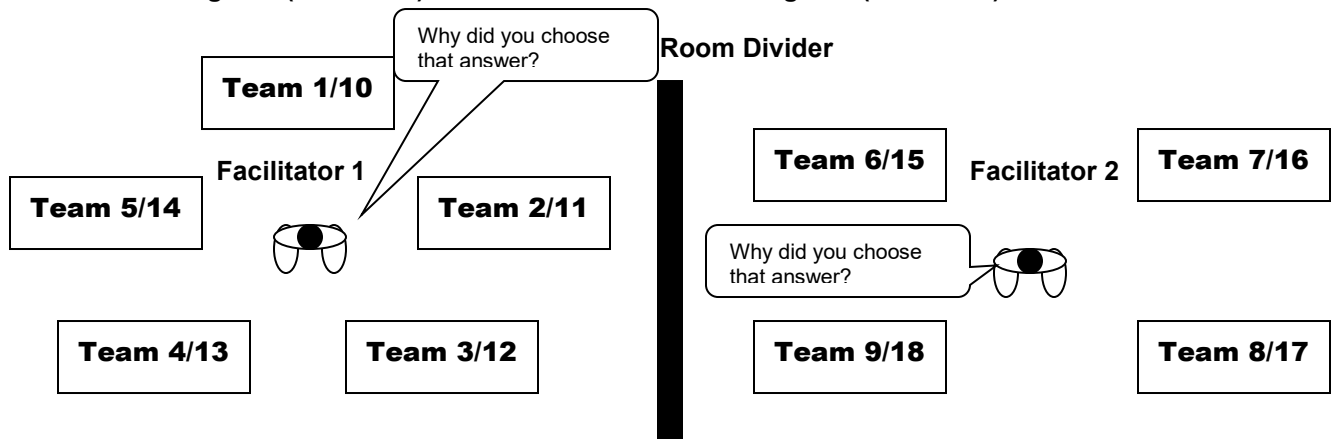 Why did you choose
that answer?
Room Divider
Team 1/10
Team 6/15
Facilitator 2
Team 7/16
Facilitator 1
Team 5/14
Team 2/11
Why did you choose
that answer?
Team 4/13
Team 3/12
Team 9/18
Team 8/17